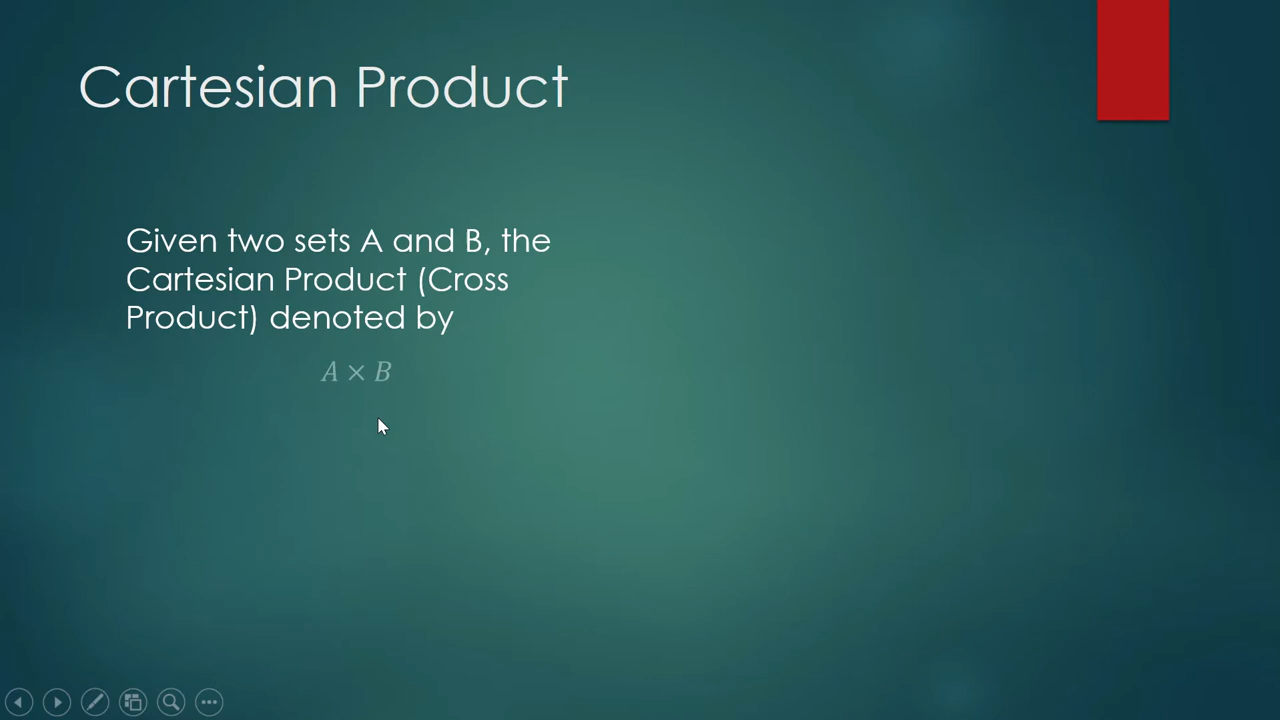 Cartesian Product
Given two sets A and B, the
Cartesian Product (Cross
Product) denoted by
A × B